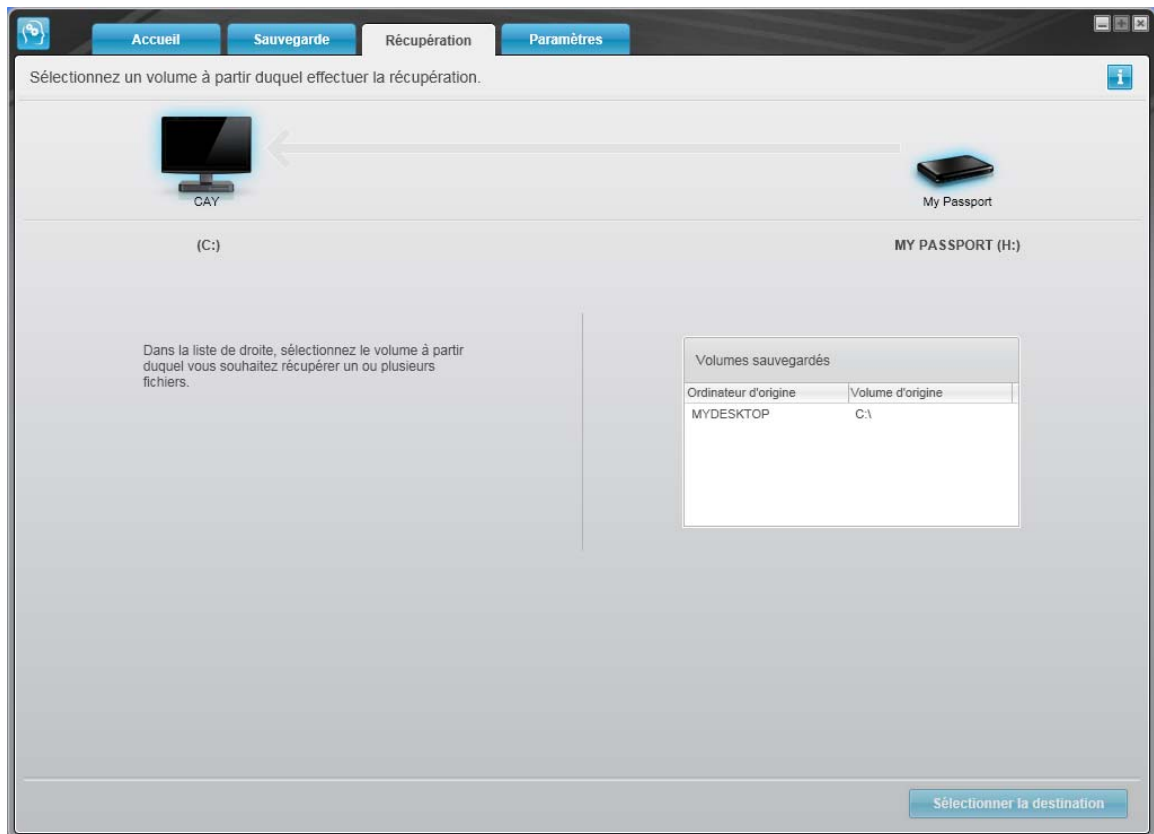 Accueil
Sauvegarde
Récupération
Paramètres
Sélectionnez un volume à partir duquel effectuer la récupération.
i
CAY
My Passport
(C:)
MY PASSPORT (H:)
Dans la liste de droite, sélectionnez le volume à partir
duquel vous souhaitez récupérer un ou plusieurs
fichiers.
Volumes sauvegardés
Ordinateur d'origine
Volume d'origine
MYDESKTOP
C:\
Sélectionner la destination